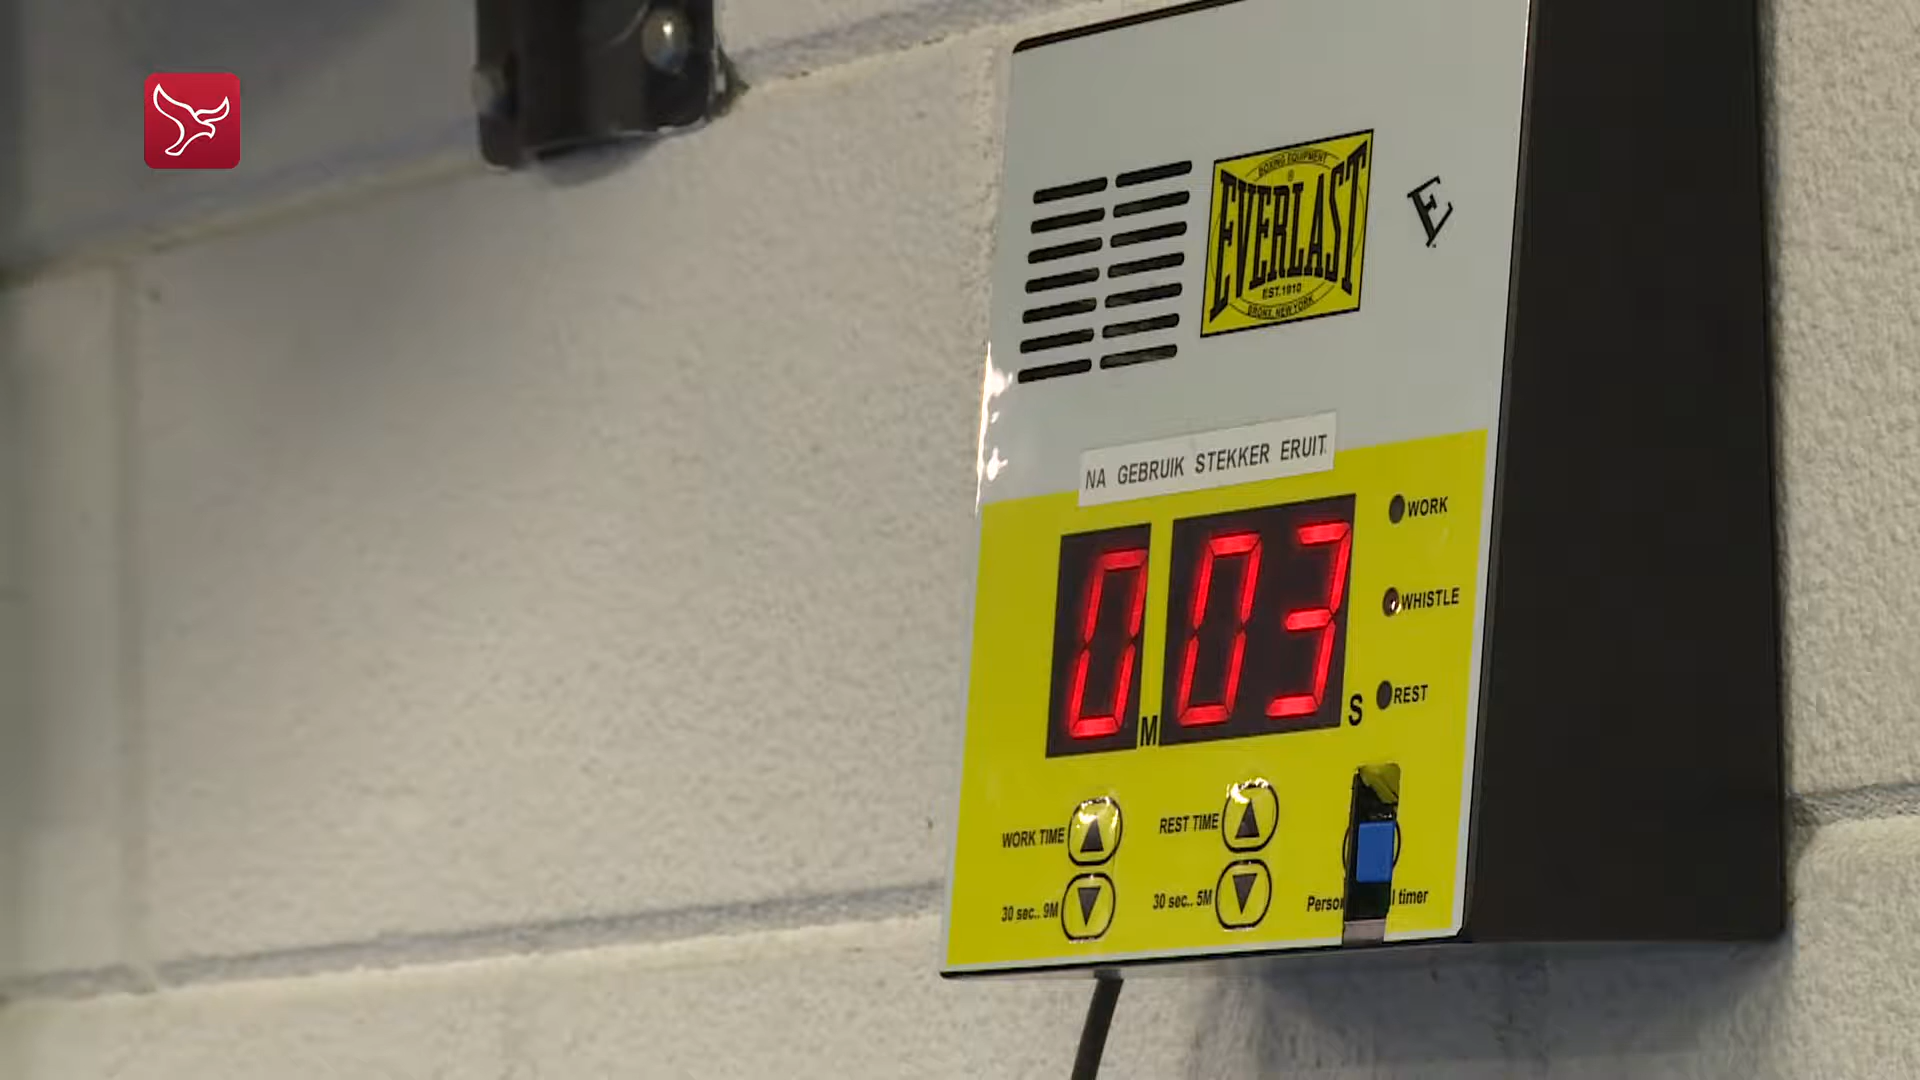 BOXING EQUIPMENT
®
EVERLAST
EST.1910
BRONX, NEW YORK
E
NA GEBRUIK STEKKER ERUIT
WORK
WHISTLE
REST
003
M
S
WORK TIME
REST TIME
30 sec.. 9M
30 sec.. 5M
timer